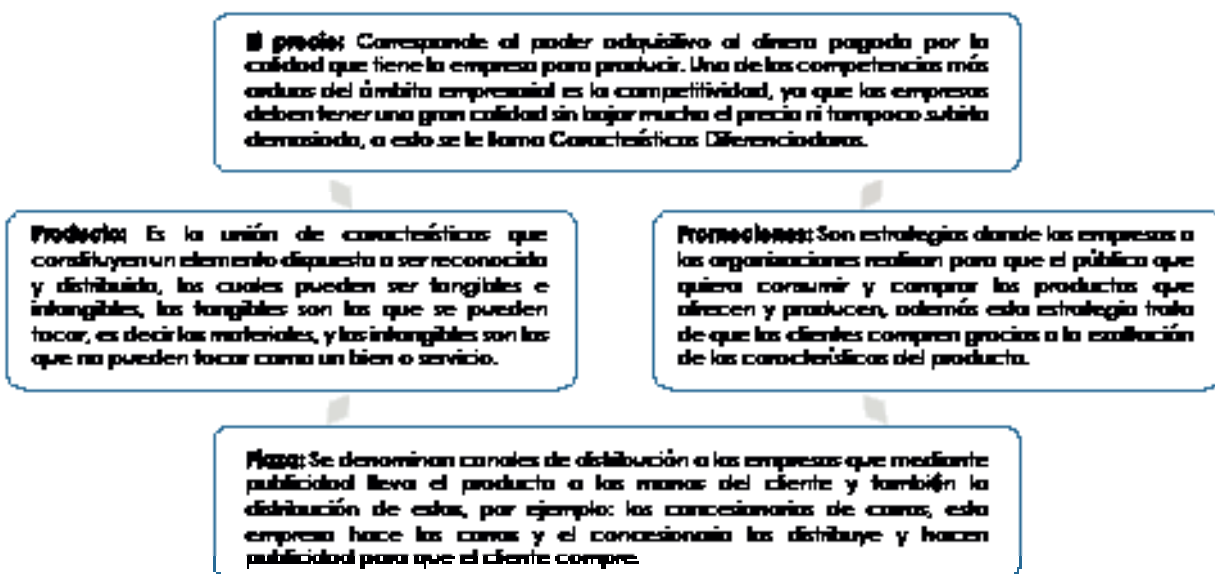 El precio: Corresponde al poder adquisitivo al dinero pagado por la
calidad que tiene la empresa para producir. Una de las competencias más
arduas del ámbito empresarial es la competitividad, ya que las empresas
deben tener una gran calidad sin bajar mucho el precio ni tampoco subirlo
demasiado, a esto se le llama Características Diferenciadoras.
Producto: Es la unión de características que
constituyen un elemento dispuesto a ser reconocido
y distribuido, los cuales pueden ser tangibles e
intangibles, los tangibles son los que se pueden
tocar, es decir los materiales, y los intangibles son los
que no pueden tocar como un bien o servicio.
Promociones: Son estrategias donde las empresas o
las organizaciones realizan para que el público que
quiera consumir y comprar los productos que
ofrecen y producen, además esta estrategia trata
de que los clientes compren gracias a la exaltación
de las características del producto.
Plaza: Se denominan canales de distribución a las empresas que mediante
publicidad lleva el producto a las manos del cliente y también la
distribución de estos, por ejemplo: los concesionarios de carros, esta
empresa hace los carros y el concesionario los distribuye y hacen
publicidad para que el cliente compre.